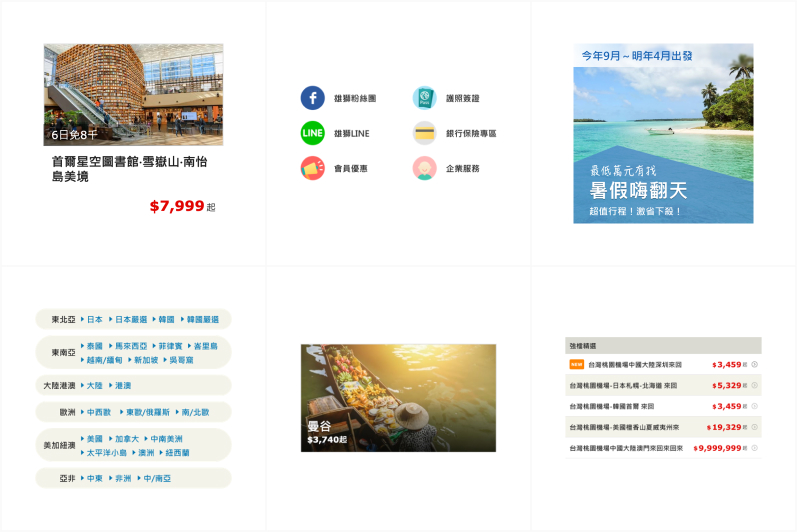 6日免8千
首爾星空圖書館‧雪嶽山‧南怡
島美境
$7,999 起
雄獅粉絲團
護照簽證
LINE
雄獅LINE
銀行保險專區
會員優惠
企業服務
今年9月～明年4月出發
最低萬元有找
暑假嗨翻天
超值行程！激省下殺！
東北亞 日本 日本嚴選 韓國 韓國嚴選
東南亞 泰國 馬來西亞 菲律賓 峇里島
越南/緬甸 新加坡 吳哥窟
大陸港澳 大陸 港澳
歐洲 中西歐 東歐/俄羅斯 南/北歐
美加紐澳 美國 加拿大 中南美洲
太平洋小島 澳洲 紐西蘭
亞非 中東 非洲 中/南亞
曼谷
$3,740起
強檔精選
NEW 台灣桃園機場中國大陸深圳來回 $3,459起
台灣桃園機場-日本札幌-北海道 來回 $5,329起
台灣桃園機場-韓國首爾 來回 $3,459起
台灣桃園機場-美國檀香山夏威夷州來 $19,329起
台灣桃園機場中國大陸澳門來回來回來 $9,999,999起